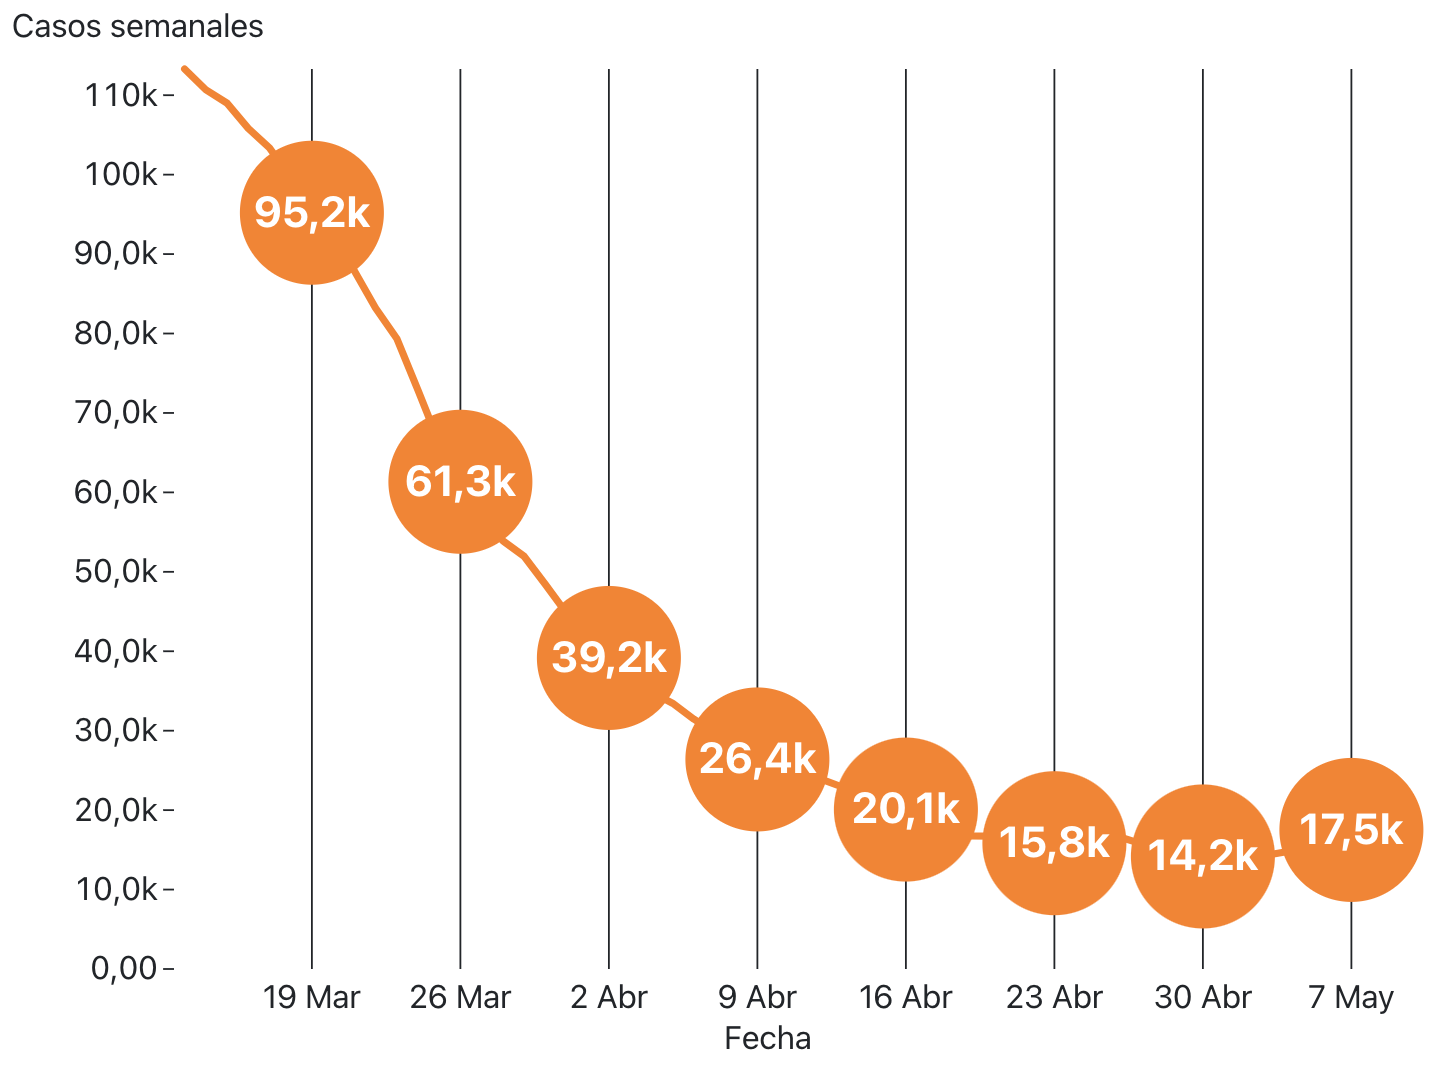 Casos semanales
110k
100k
90,0k
80,0k
70,0k
60,0k
50,0k
40,0k
30,0k
20,0k
10,0k
0,00
95,2k
61,3k
39,2k
26,4k
20,1k
15,8k
14,2k
17,5k
19 Mar
26 Mar
2 Abr
9 Abr
16 Abr
23 Abr
30 Abr
7 May
Fecha